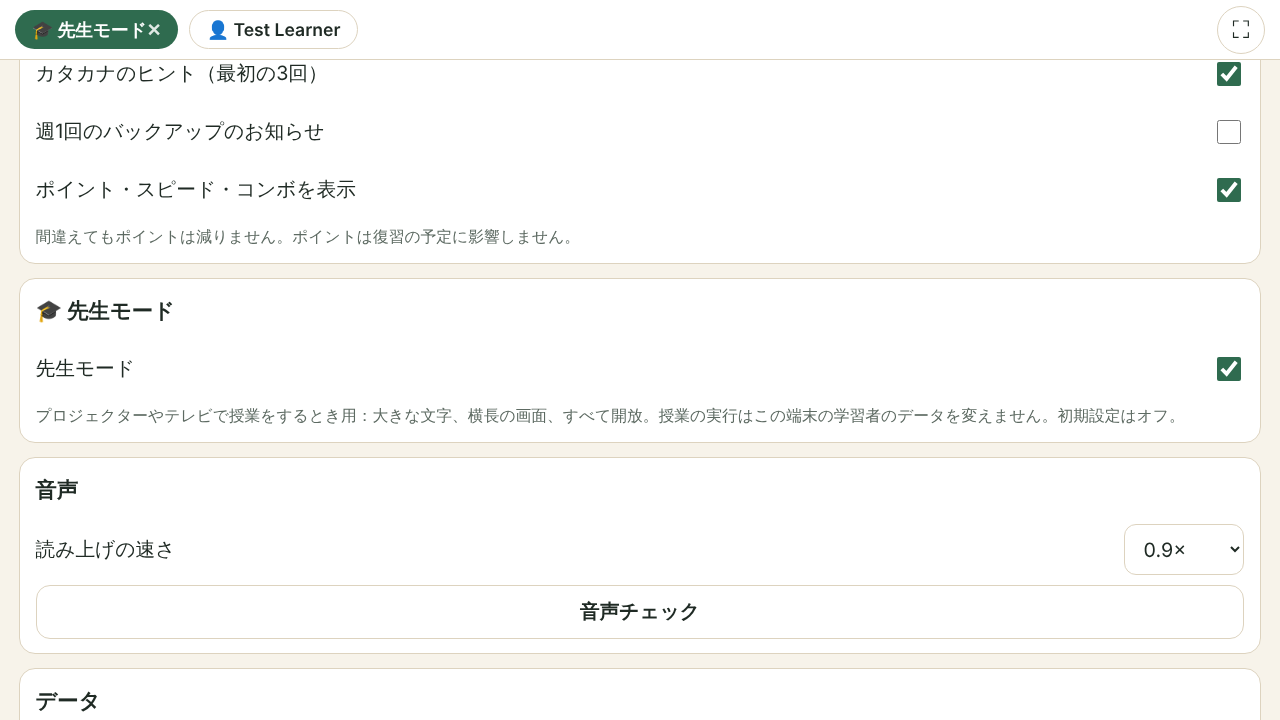 🎓 先生モード✕
👤 Test Learner
カタカナのヒント（最初の3回）
週1回のバックアップのお知らせ
ポイント・スピード・コンボを表示
間違えてもポイントは減りません。ポイントは復習の予定に影響しません。
🎓 先生モード
先生モード
プロジェクターやテレビで授業をするとき用：大きな文字、横長の画面、すべて開放。授業の実行はこの端末の学習者のデータを変えません。初期設定はオフ。
音声
読み上げの速さ
0.9×
音声チェック
データ